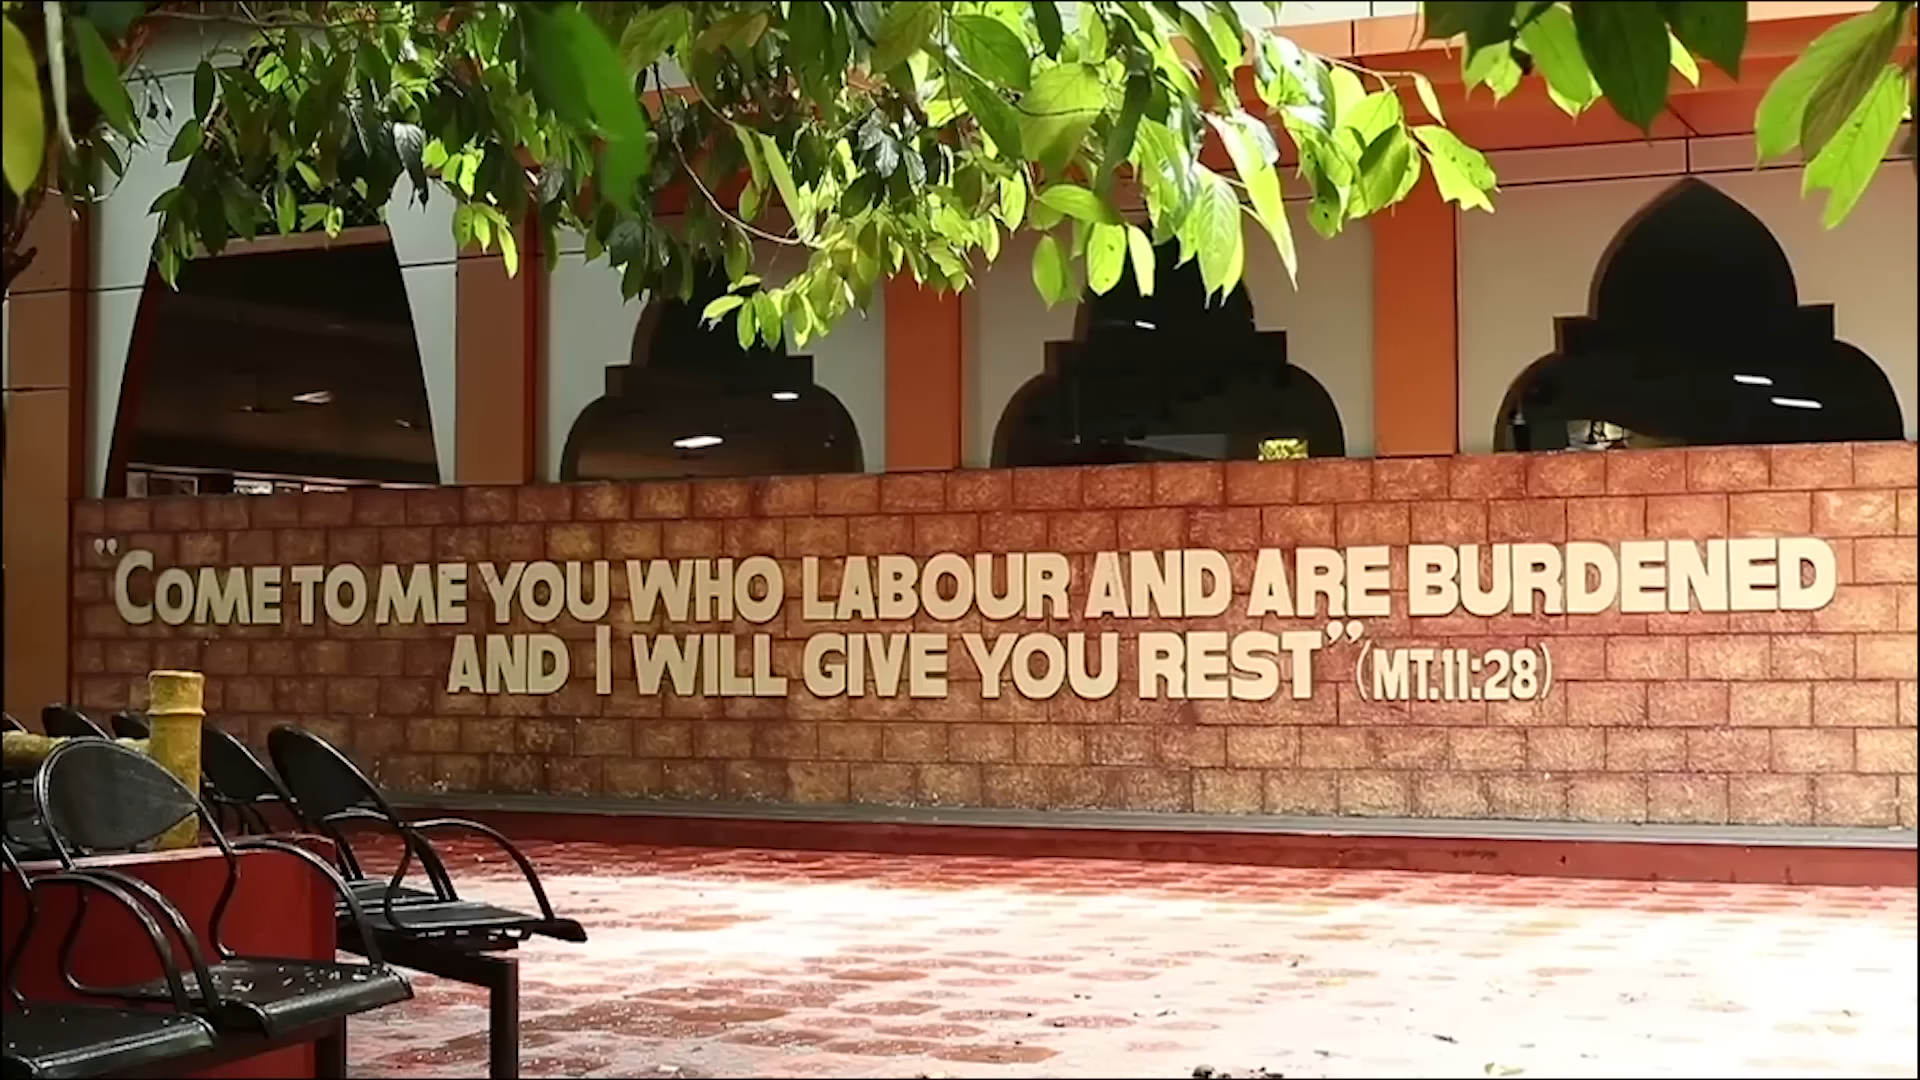 "COME TO ME YOU WHO LABOUR AND ARE BURDENED
AND I WILL GIVE YOU REST" (MT.11:28)